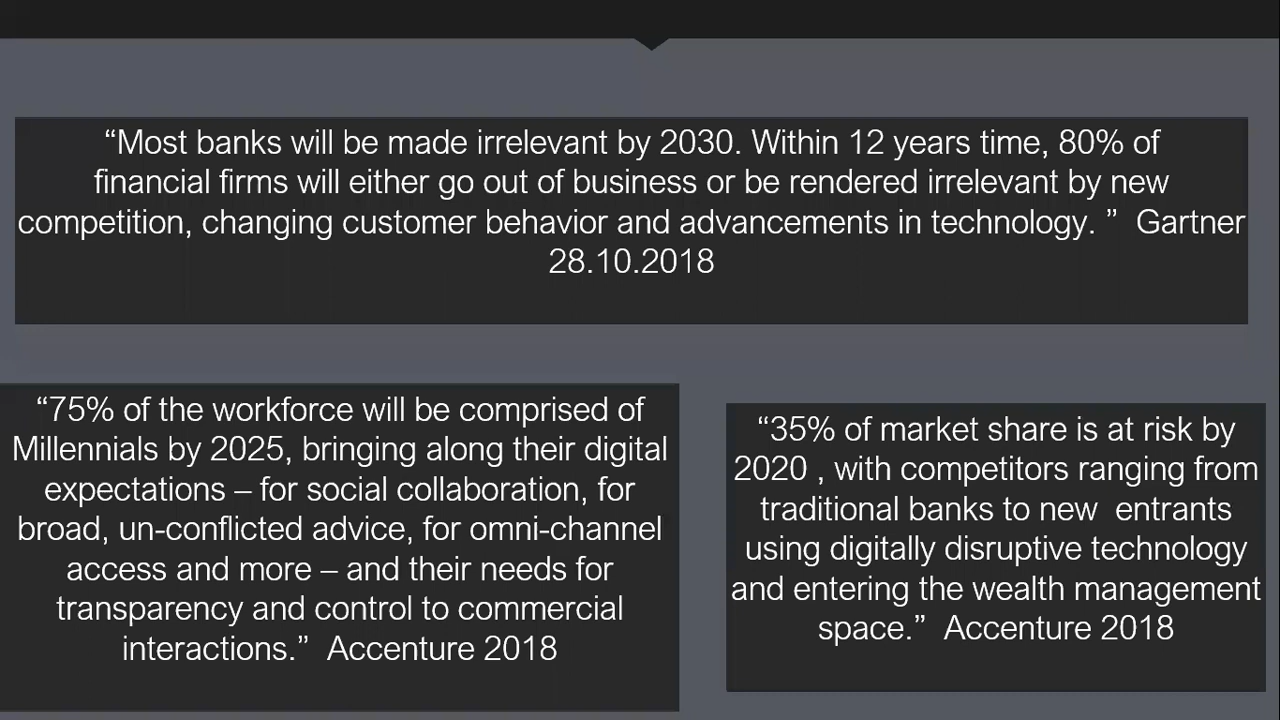 “Most banks will be made irrelevant by 2030. Within 12 years time, 80% of
financial firms will either go out of business or be rendered irrelevant by new
competition, changing customer behavior and advancements in technology. ”  Gartner
28.10.2018
“75% of the workforce will be comprised of
Millennials by 2025, bringing along their digital
expectations – for social collaboration, for
broad, un-conflicted advice, for omni-channel
access and more – and their needs for
transparency and control to commercial
interactions.”  Accenture 2018
“35% of market share is at risk by
2020 , with competitors ranging from
traditional banks to new  entrants
using digitally disruptive technology
and entering the wealth management
space.”  Accenture 2018